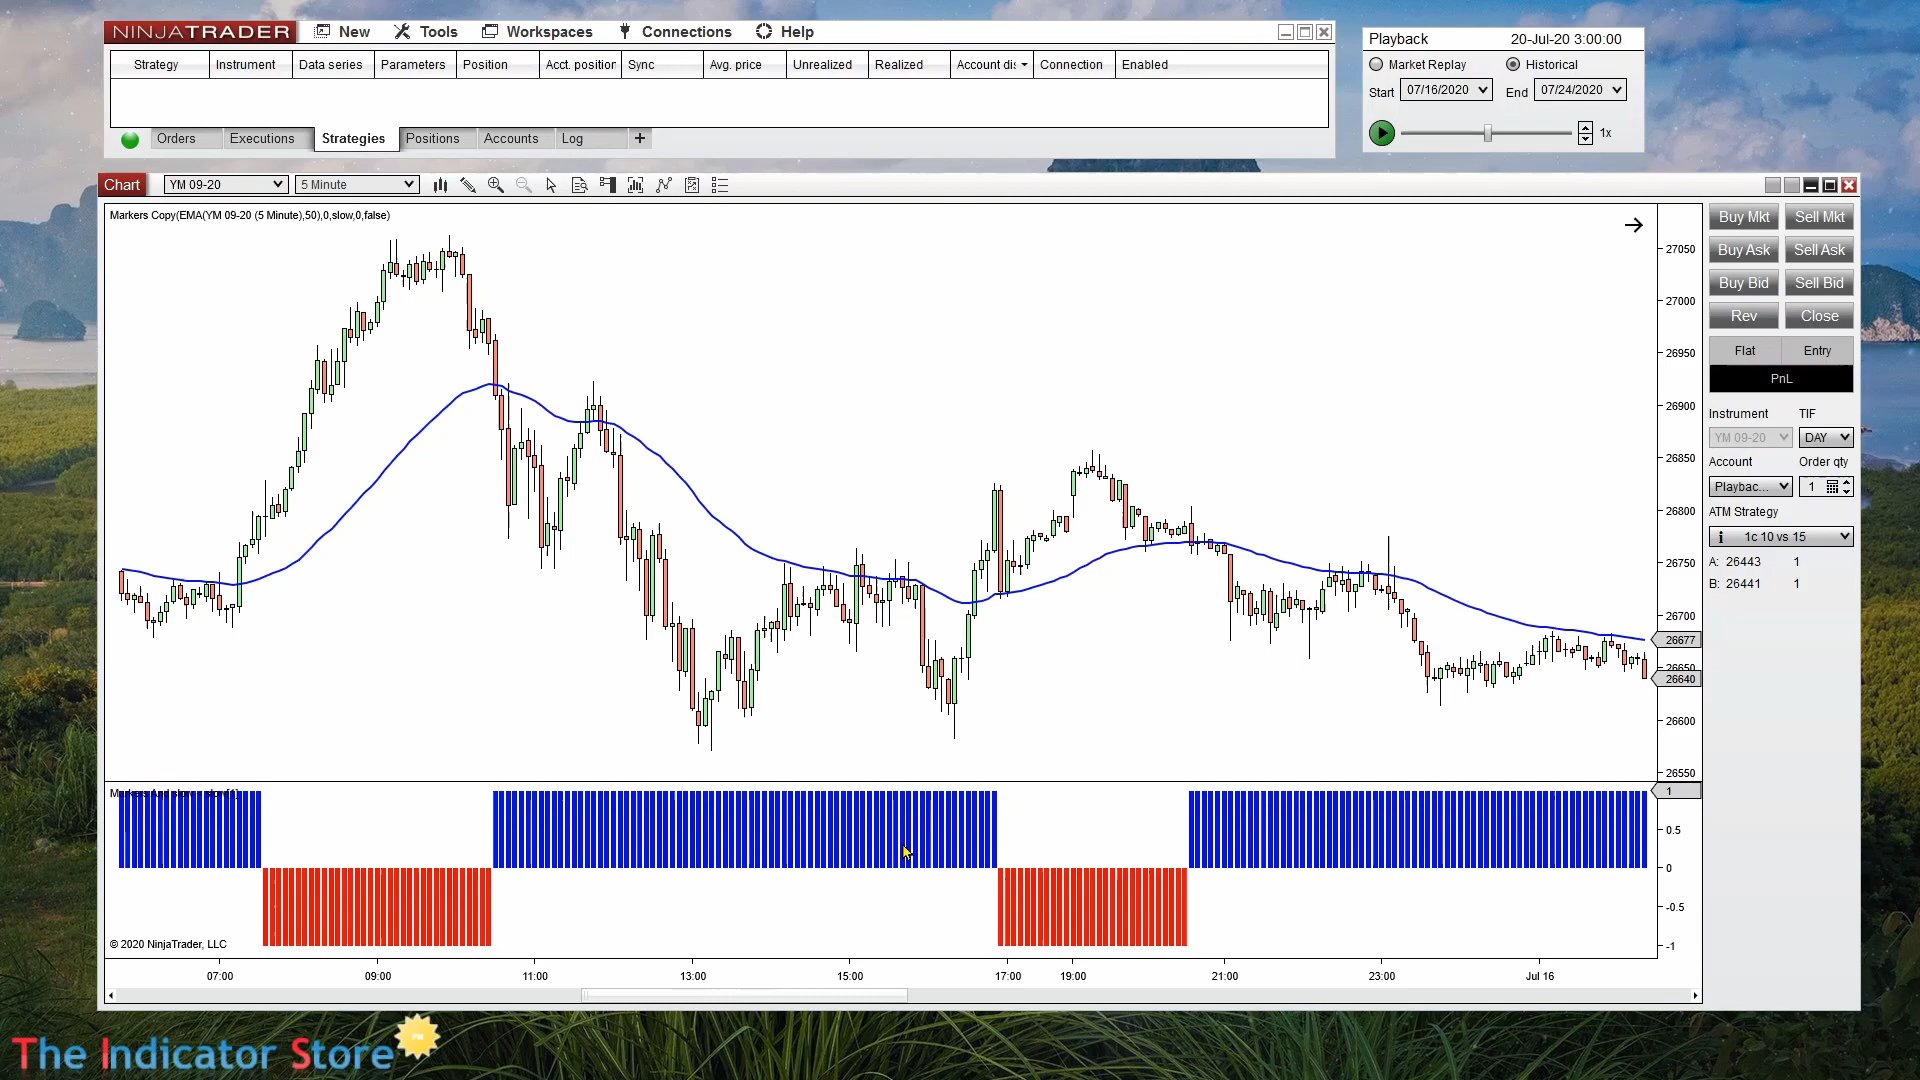 NINJATRADER New Tools Workspaces Connections Help
Strategy Instrument Data series Parameters Position Acct. position Sync Avg. price Unrealized Realized Account dis Connection Enabled
Orders Executions Strategies Positions Accounts Log +
Playback 20-Jul-20 3:00:00
Market Replay Historical
Start 07/16/2020 End 07/24/2020
1x
Chart YM 09-20 5 Minute
Markers Copy(EMA(YM 09-20 (5 Minute),50),0,slow,0,false)
27050
27000
26950
26900
26850
26800
26750
26700
26677
26650
26640
26600
26550
1
0.5
0
-0.5
-1
© 2020 NinjaTrader, LLC
07:00 09:00 11:00 13:00 15:00 17:00 19:00 21:00 23:00 Jul 16
Buy Mkt Sell Mkt
Buy Ask Sell Ask
Buy Bid Sell Bid
Rev Close
Flat Entry
PnL
Instrument TIF
YM 09-20 DAY
Account Order qty
Playbac... 1
ATM Strategy
i 1c 10 vs 15
A: 26443 1
B: 26441 1
The Indicator Store